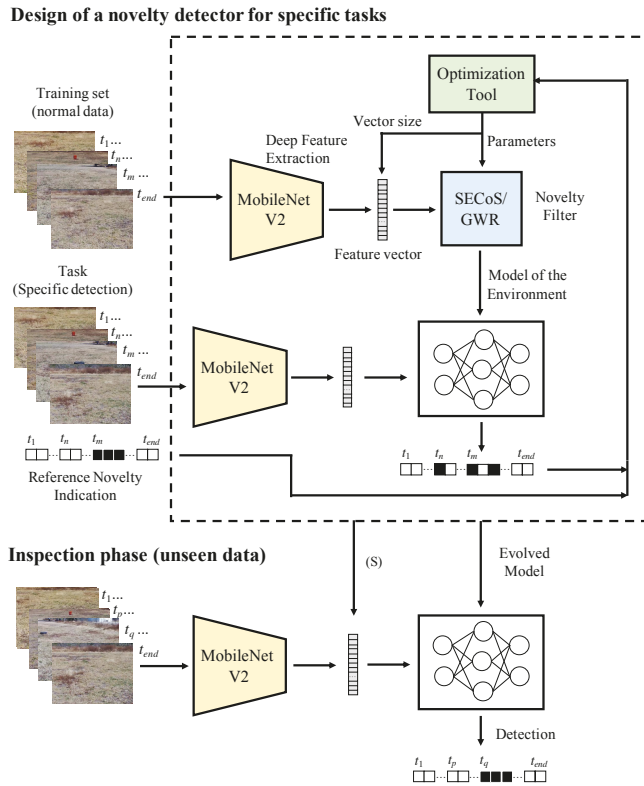 Design of a novelty detector for specific tasks
Optimization
Tool
Training set
(normal data)
t1...
tn...
tm ...
tend
Deep Feature
Extraction
Vector size
Parameters
MobileNet
V2
SECoS/
GWR
Novelty
Filter
Feature vector
Model of the
Environment
Task
(Specific detection)
t1...
tn...
tm ...
tend
MobileNet
V2
t1 tn tm tend
Reference Novelty
Indication
t1 tn tm tend
Inspection phase (unseen data)
(S)
Evolved
Model
t1...
tp...
tq ...
tend
MobileNet
V2
Detection
t1 tp tq tend